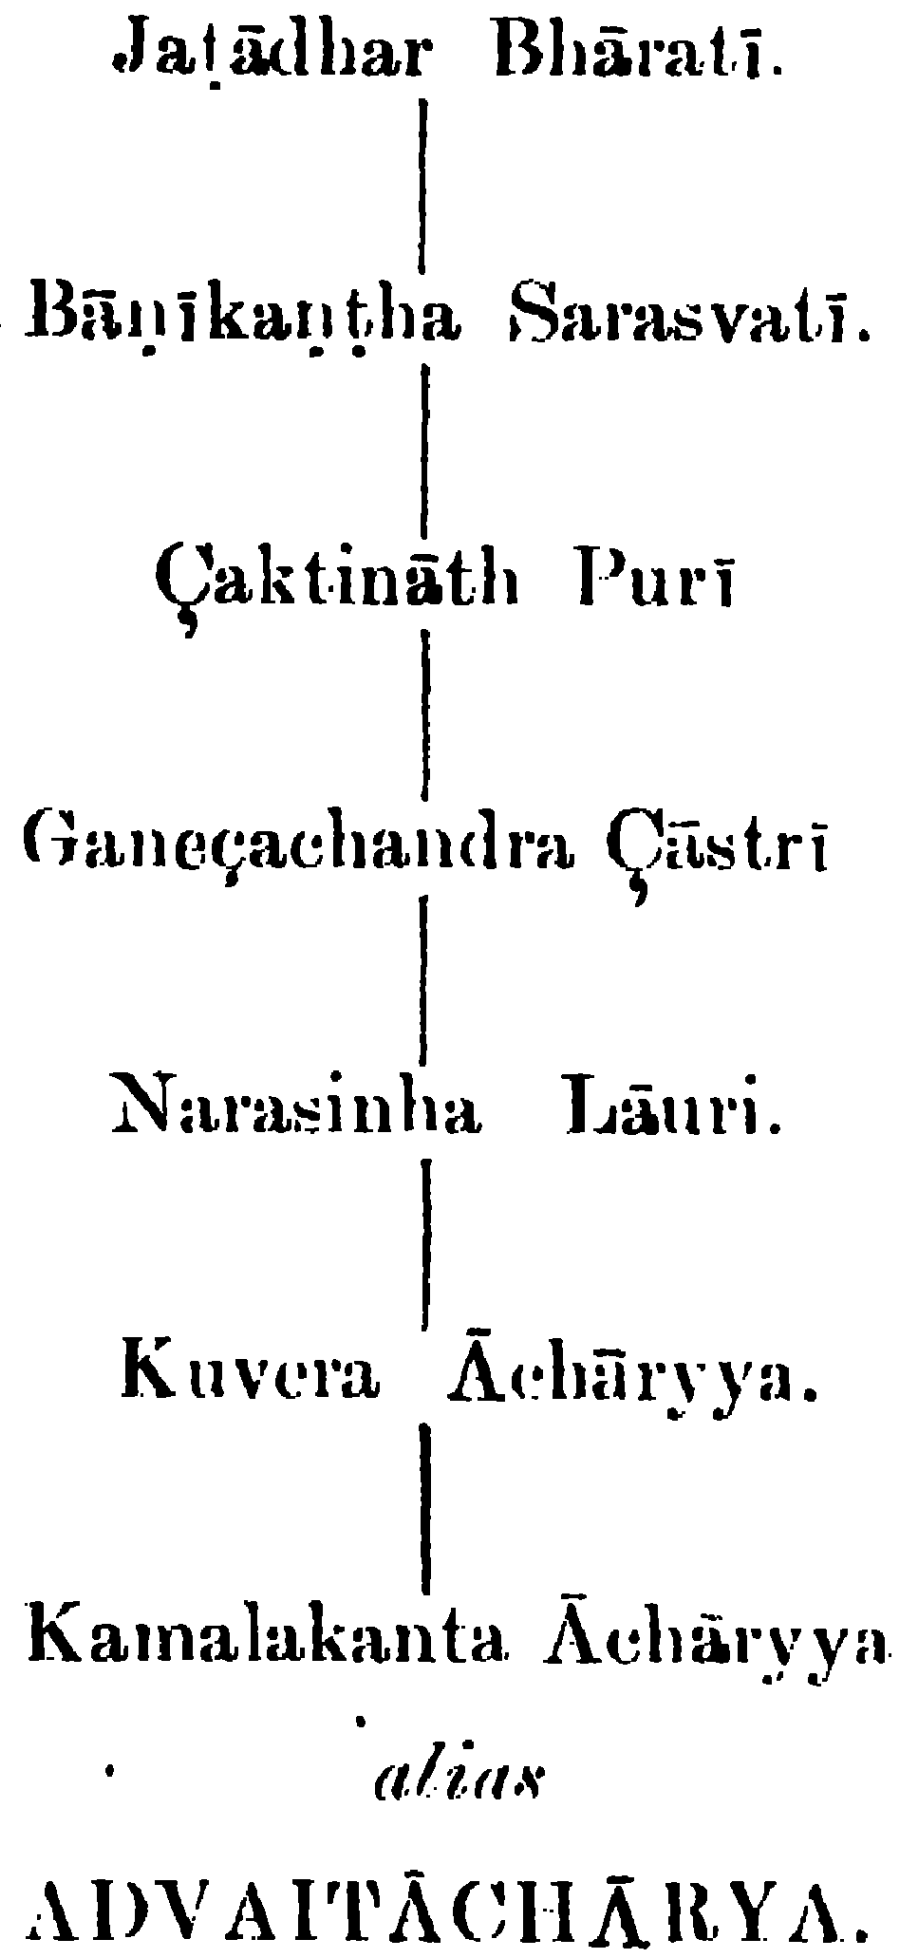 Jaṭādhar Bhāratī.
Bāṇīkaṇṭha Sarasvatī.
Çaktināth Purī
Ganeçachandra Çāstrī
Narasinha Lāuri.
Kuvera Āchāryya.
Kamalakanta Āchāryya
alias
ADVAITĀCHĀRYA.